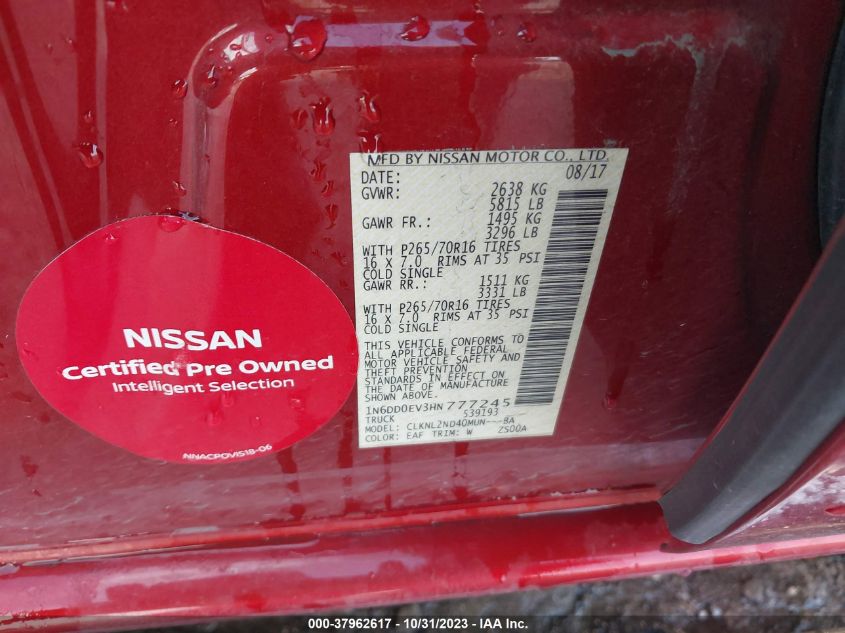 MFD BY NISSAN MOTOR CO., LTD.
DATE: 08/17
GVWR: 2638 KG
5815 LB
GAWR FR.: 1495 KG
3296 LB
WITH P265/70R16 TIRES
16 X 7.0 RIMS AT 35 PSI
COLD SINGLE
GAWR RR.: 1511 KG
3331 LB
WITH P265/70R16 TIRES
16 X 7.0 RIMS AT 35 PSI
COLD SINGLE
THIS VEHICLE CONFORMS TO
ALL APPLICABLE FEDERAL
MOTOR VEHICLE SAFETY AND
THEFT PREVENTION
STANDARDS IN EFFECT ON
THE DATE OF MANUFACTURE
SHOWN ABOVE.
1N6DD0EV3HN777245
TRUCK 539193
MODEL: CLKNL2ND40MUN---BA
COLOR: EAF TRIM: W ZS00A
NISSAN
Certified Pre Owned
Intelligent Selection
NNACPOVIS18-06
000-37962617 - 10/31/2023 - IAA Inc.